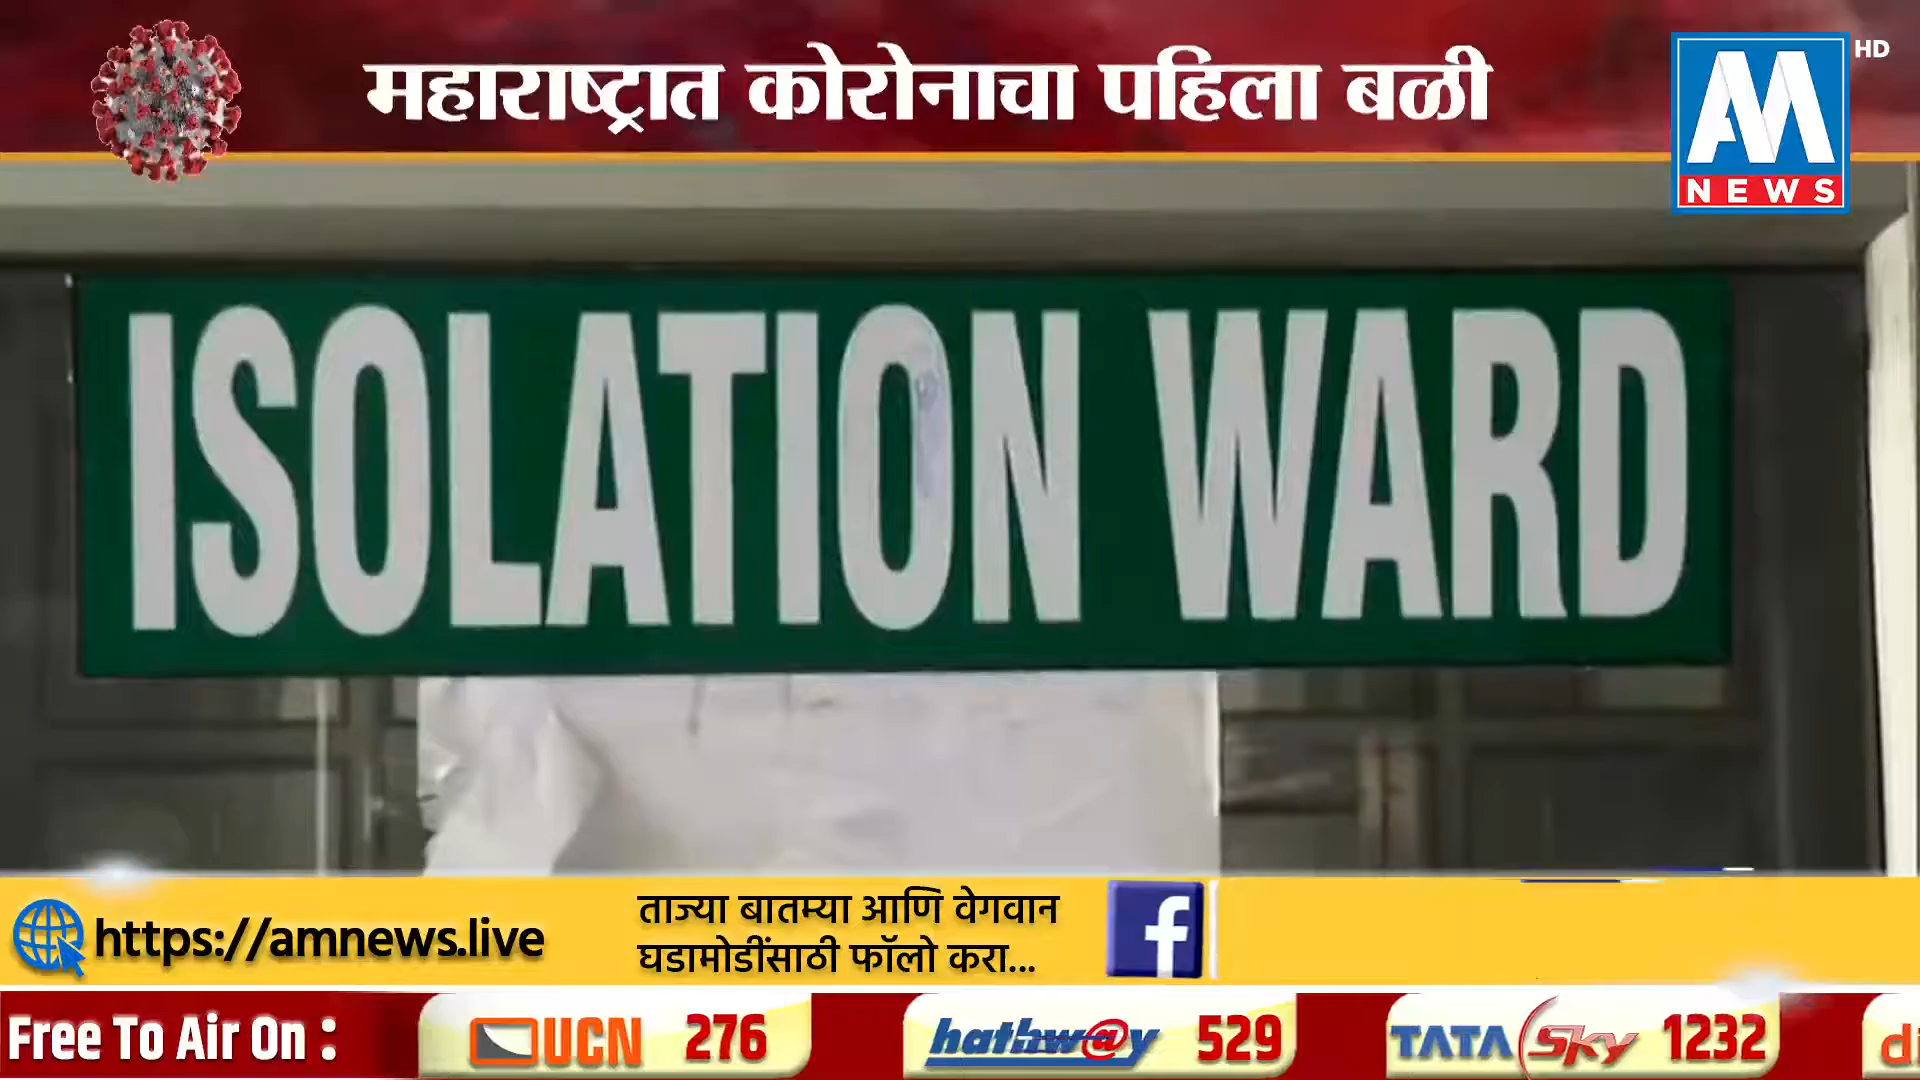 महाराष्ट्रात कोरोनाचा पहिला बळी
AM
NEWS
HD
ISOLATION WARD
https://amnews.live
ताज्या बातम्या आणि वेगवान
घडामोडींसाठी फॉलो करा...
f
Free To Air On : UCN 276 hathw@y 529 TATA Sky 1232